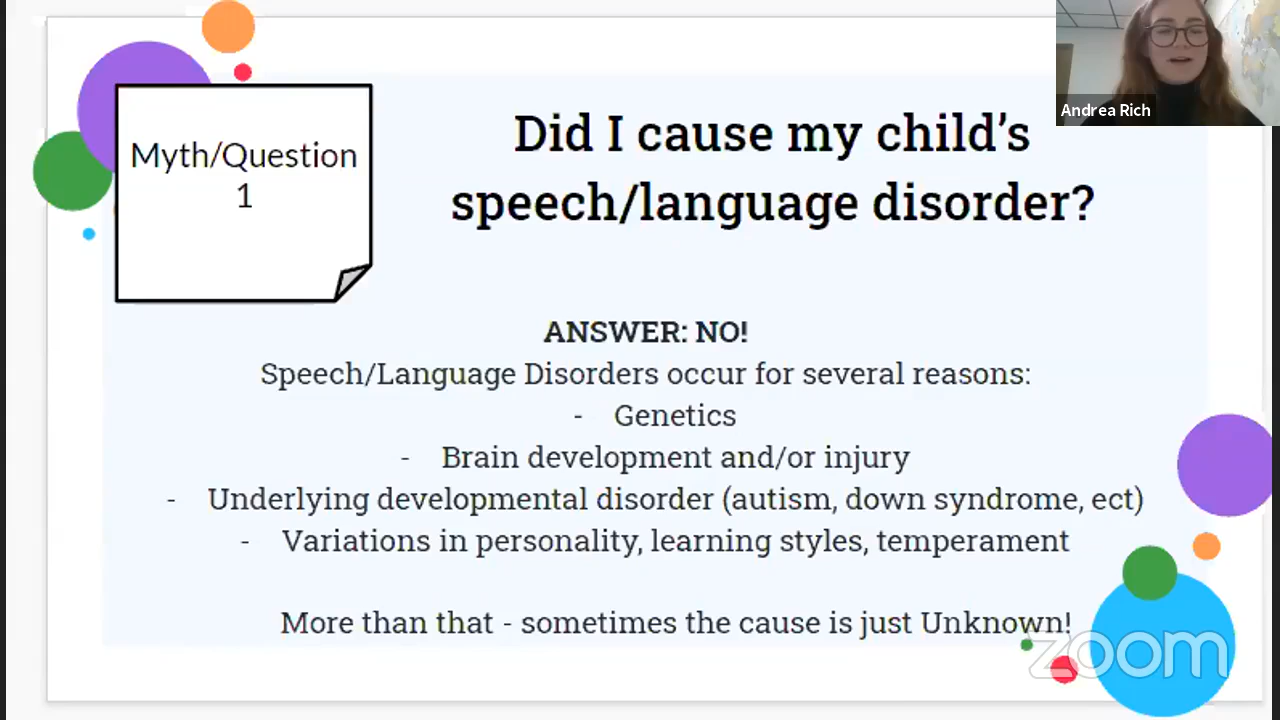 Andrea Rich
Myth/Question
1
Did I cause my child's
speech/language disorder?
ANSWER: NO!
Speech/Language Disorders occur for several reasons:
- Genetics
- Brain development and/or injury
- Underlying developmental disorder (autism, down syndrome, ect)
- Variations in personality, learning styles, temperament
More than that - sometimes the cause is just Unknown!
zoom